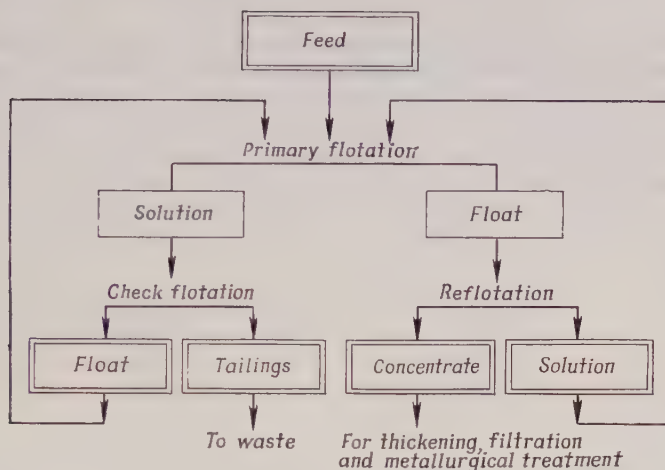 Feed
Primary flotation
Solution
Float
Check flotation
Reflotation
Float
Tailings
Concentrate
Solution
To waste
For thickening, filtration
and metallurgical treatment